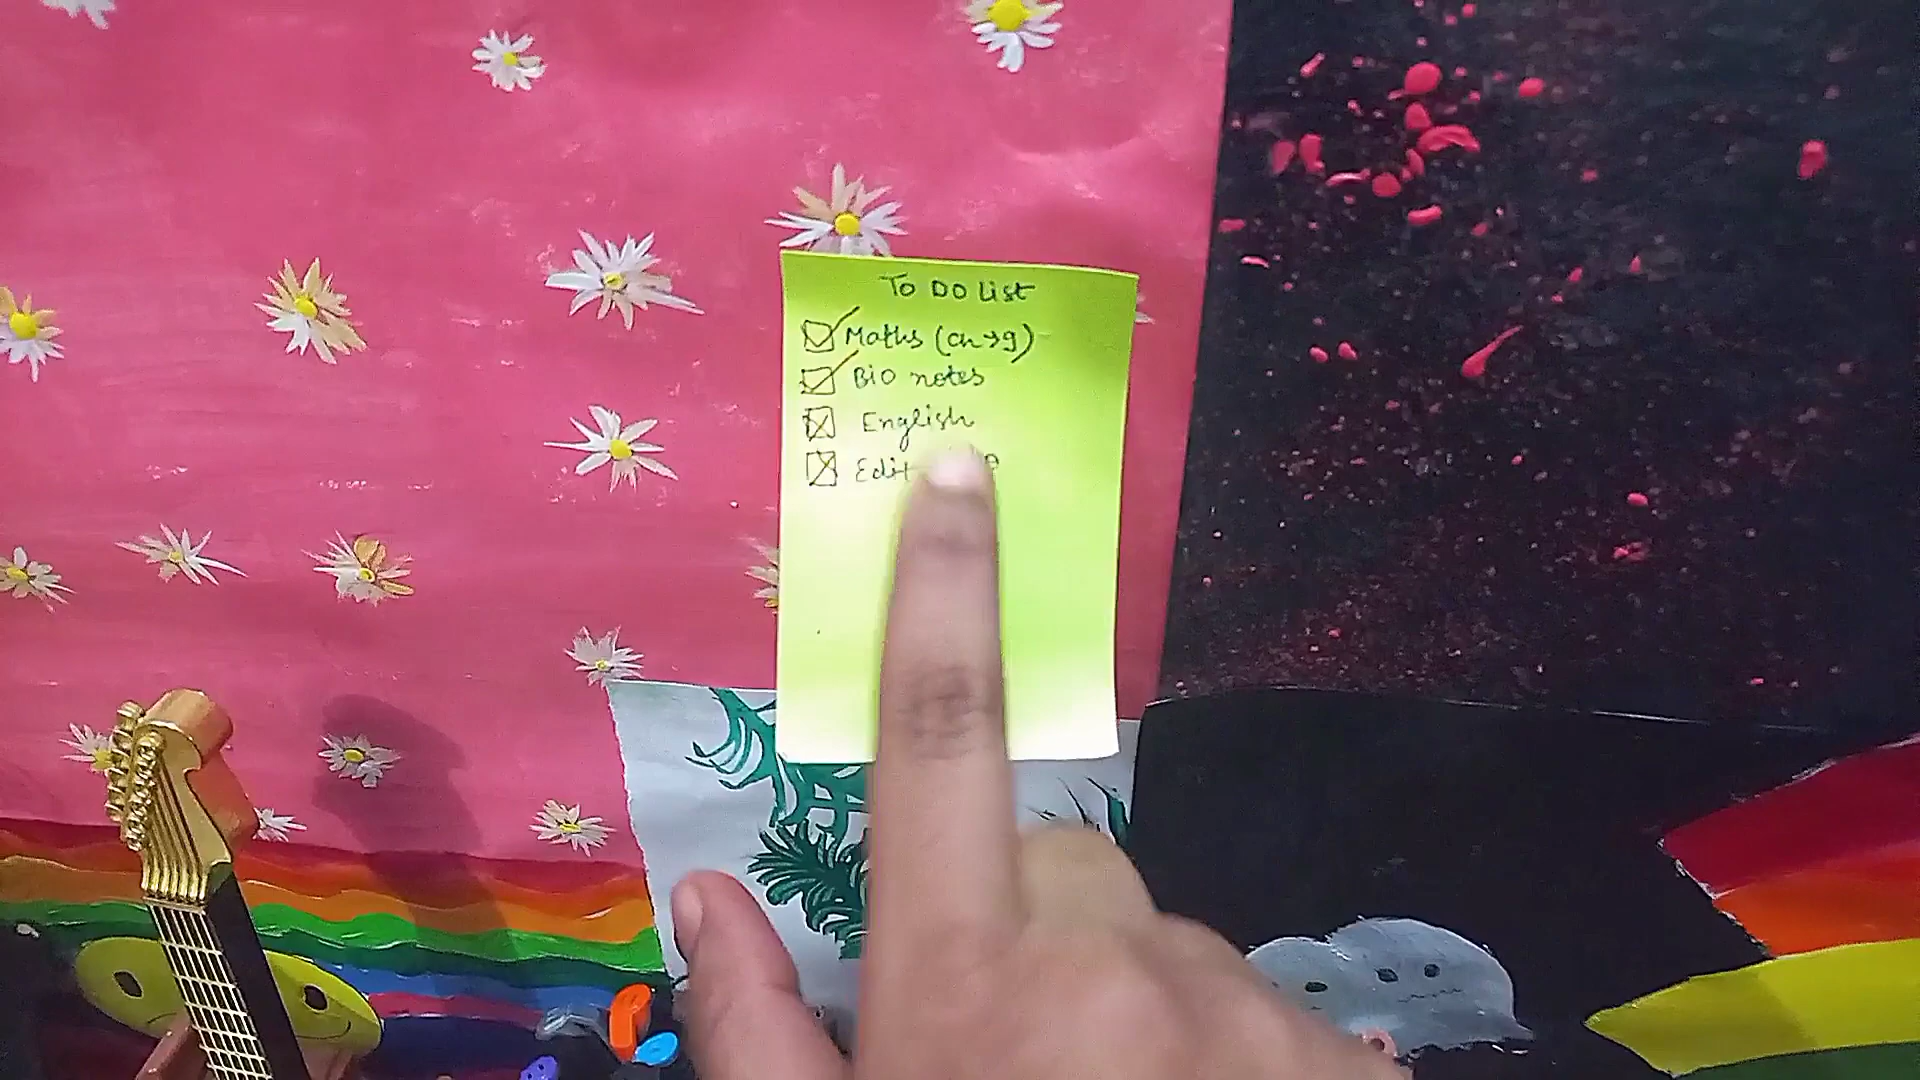 To Do List
Maths (ch→9)
Bio notes
English
Edit